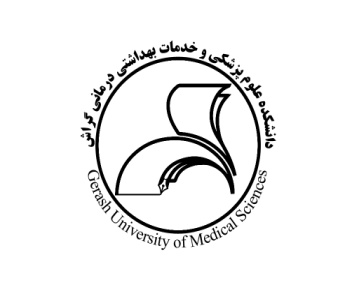 دانشکده علوم پزشکی و خدمات بهداشتی درمانی گراش
Gerash University of Medical Sciences